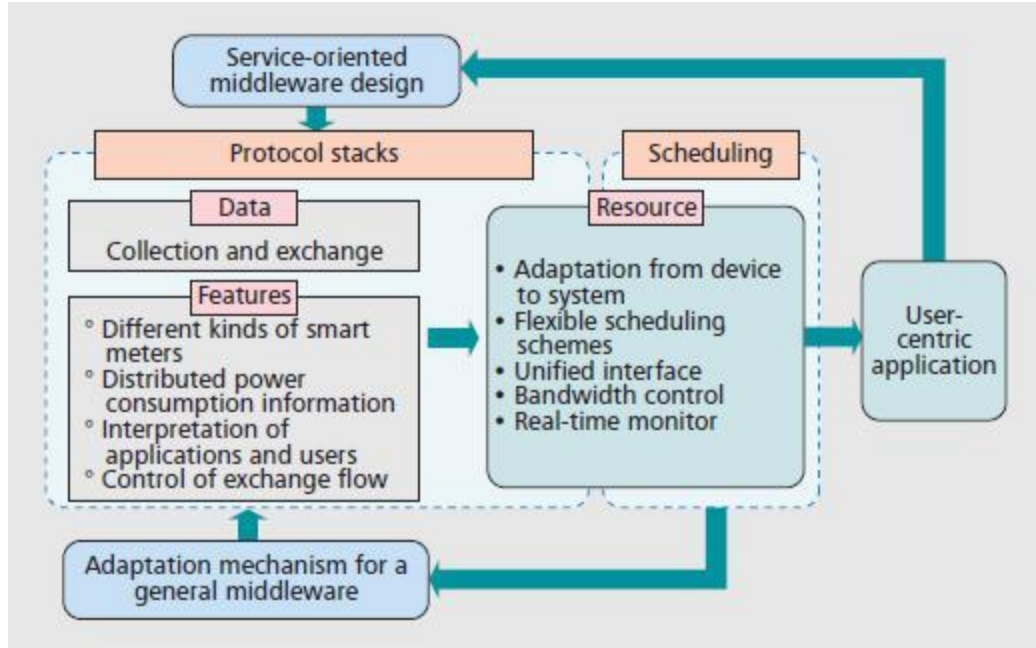 Service-oriented
middleware design
Protocol stacks
Scheduling
Data
Collection and exchange
Features
° Different kinds of smart
meters
° Distributed power
consumption information
° Interpretation of
applications and users
° Control of exchange flow
Resource
• Adaptation from device
to system
• Flexible scheduling
schemes
• Unified interface
• Bandwidth control
• Real-time monitor
User-
centric
application
Adaptation mechanism for a
general middleware